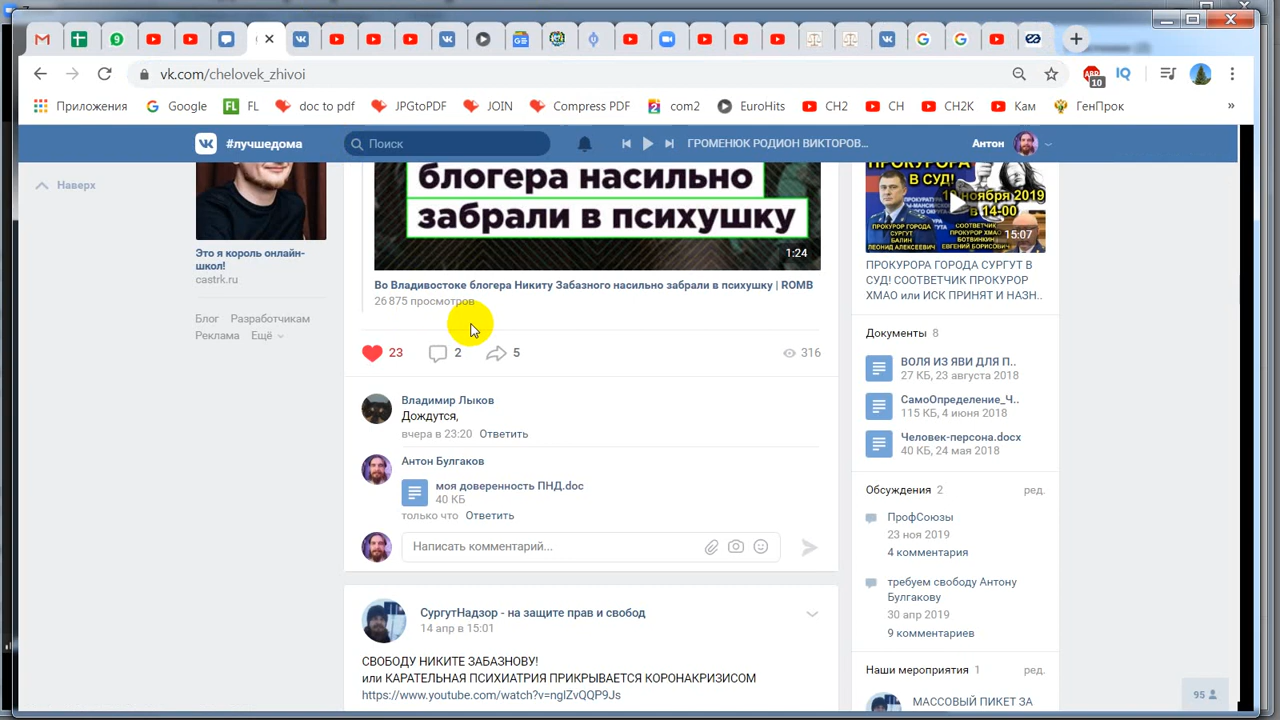 vk.com/chelovek_zhivoi
Приложения
Google
FL
doc to pdf
JPGtoPDF
JOIN
Compress PDF
com2
EuroHits
CH2
CH
CH2K
Кам
ГенПрок
#лучшедома
Поиск
ГРОМЕНЮК РОДИОН ВИКТОРОВ...
Антон
Наверх
Это я король онлайн-
школ!
castrk.ru
Блог Разработчикам
Реклама Ещё
блогера насильно
забрали в психушку
1:24
Во Владивостоке блогера Никиту Забазного насильно забрали в психушку | ROMB
26 875 просмотров
23 2 5 316
Владимир Лыков
Дождутся,
вчера в 23:20 Ответить
Антон Булгаков
моя доверенность ПНД.doc
40 КБ
только что Ответить
Написать комментарий...
СургутНадзор - на защите прав и свобод
14 апр в 15:01
СВОБОДУ НИКИТЕ ЗАБАЗНОВУ!
или КАРАТЕЛЬНАЯ ПСИХИАТРИЯ ПРИКРЫВАЕТСЯ КОРОНАКРИЗИСОМ
https://www.youtube.com/watch?v=nglZvQQP9Js
ПРОКУРОРА
В СУД!
ноября 2019
в 14-00
ПРОКУРОР ГОРОДА
СУРГУТ
БАЛИН
ЛЕОНИД АЛЕКСЕЕВИЧ
СООТВЕТЧИК
ПРОКУРОР ХМАО
БОТВИНКИН
ЕВГЕНИЙ БОРИСОВИЧ
15:07
ПРОКУРОРА ГОРОДА СУРГУТ В
СУД! СООТВЕТЧИК ПРОКУРОР
ХМАО или ИСК ПРИНЯТ И НАЗН..
Документы 8
ВОЛЯ ИЗ ЯВИ ДЛЯ П..
27 КБ, 23 августа 2018
СамоОпределение_Ч..
115 КБ, 4 июня 2018
Человек-персона.docx
40 КБ, 24 мая 2018
Обсуждения 2 ред.
ПрофСоюзы
23 ноя 2019
4 комментария
требуем свободу Антону
Булгакову
30 апр 2019
9 комментариев
Наши мероприятия 1 ред.
МАССОВЫЙ ПИКЕТ ЗА
95